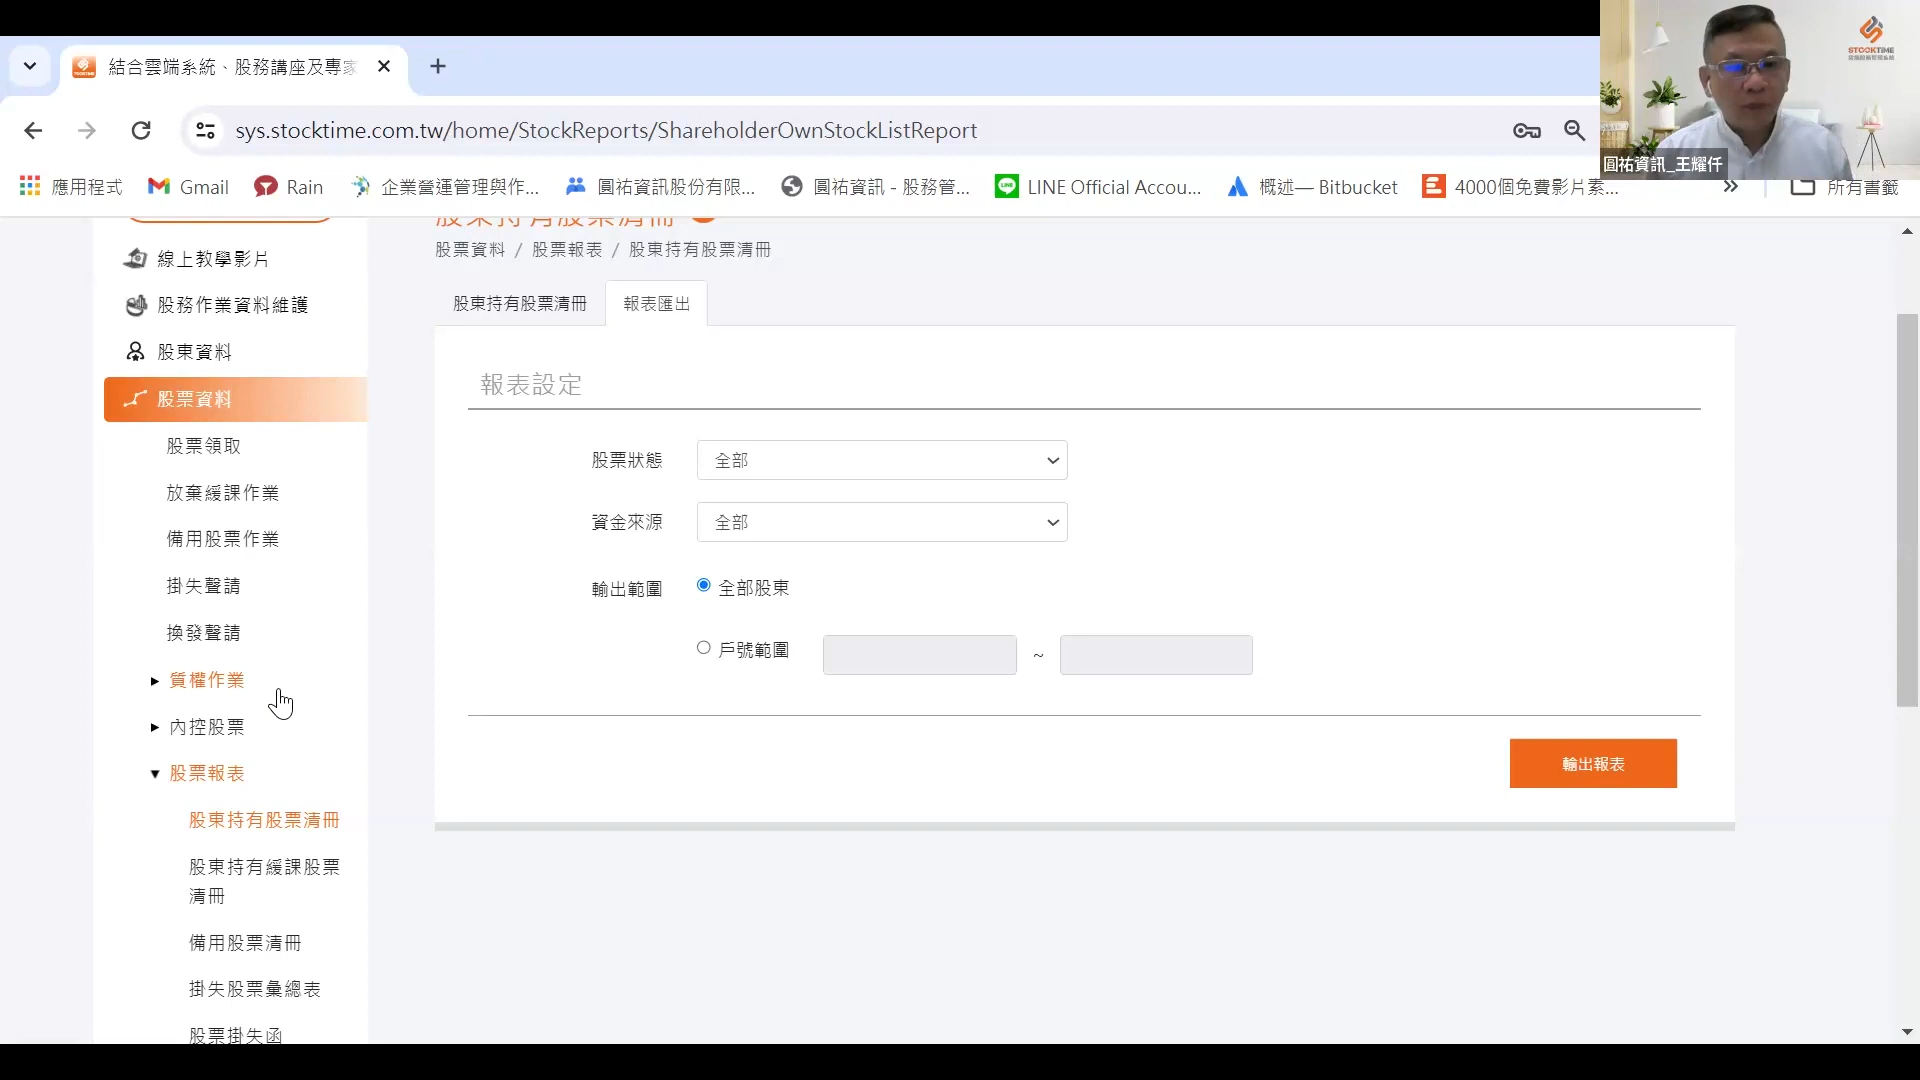 結合雲端系統、股務講座及專家
sys.stocktime.com.tw/home/StockReports/ShareholderOwnStockListReport
應用程式
Gmail
Rain
企業營運管理與作...
圓祐資訊股份有限...
圓祐資訊 - 股務管...
LINE Official Accou...
概述— Bitbucket
4000個免費影片素...
所有書籤
STOCKTIME
圓祐資訊_王耀仟
線上教學影片
股務作業資料維護
股東資料
股票資料
股票領取
放棄緩課作業
備用股票作業
掛失聲請
換發聲請
質權作業
內控股票
股票報表
股東持有股票清冊
股東持有緩課股票
清冊
備用股票清冊
掛失股票彙總表
股票掛失函
股東持有股票清冊
股票資料 / 股票報表 / 股東持有股票清冊
股東持有股票清冊
報表匯出
報表設定
股票狀態 全部
資金來源 全部
輸出範圍 全部股東
戶號範圍 ~
輸出報表